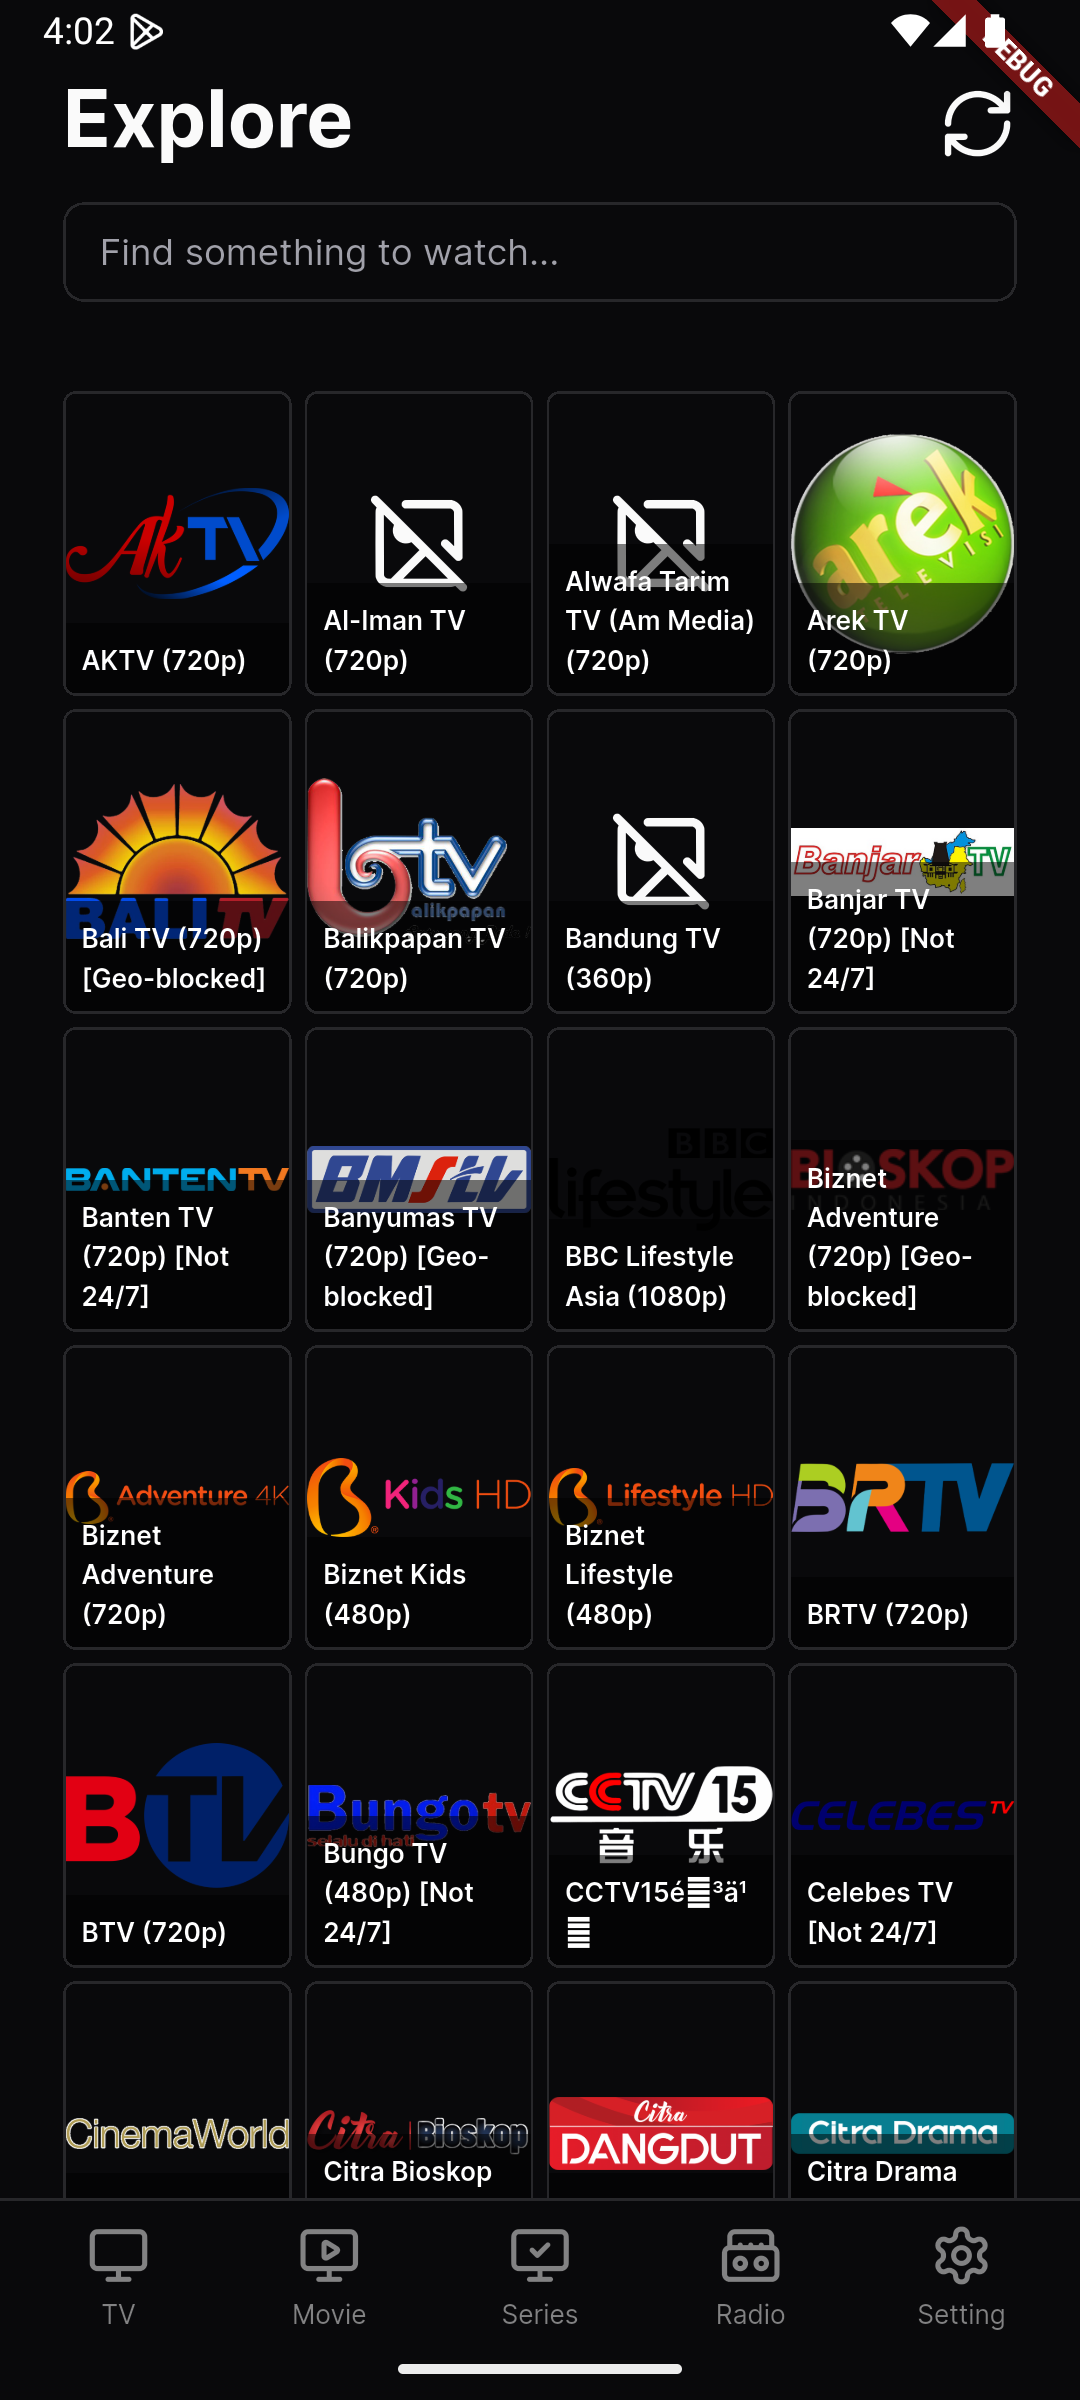 4:02
EBUG
Explore
Find something to watch...
AkTV
AKTV (720p)
Al-Iman TV
(720p)
Alwafa Tarim
TV (Am Media)
(720p)
arek
TELEVISI
Arek TV
(720p)
BALI TV
Bali TV (720p)
[Geo-blocked]
btv
alikpapan
Balikpapan TV
(720p)
Bandung TV
(360p)
Banjar TV
Banjar TV
(720p) [Not
24/7]
BANTENTV
Banten TV
(720p) [Not
24/7]
BMStv
Banyumas TV
(720p) [Geo-
blocked]
BBC
lifestyle
BBC Lifestyle
Asia (1080p)
BIOSKOP
INDONESIA
Biznet
Adventure
(720p) [Geo-
blocked]
B Adventure 4K
Biznet
Adventure
(720p)
B Kids HD
Biznet Kids
(480p)
B Lifestyle HD
Biznet
Lifestyle
(480p)
BRTV
BRTV (720p)
BTV
BTV (720p)
Bungo tv
selalu di hati
Bungo TV
(480p) [Not
24/7]
CCTV 15
音 乐
CCTV15é𝌆³ä¹
𝌆
CELEBES TV
Celebes TV
[Not 24/7]
CinemaWorld
Citra Bioskop
Citra Bioskop
Citra
DANGDUT
Citra Drama
Citra Drama
TV
Movie
Series
Radio
Setting